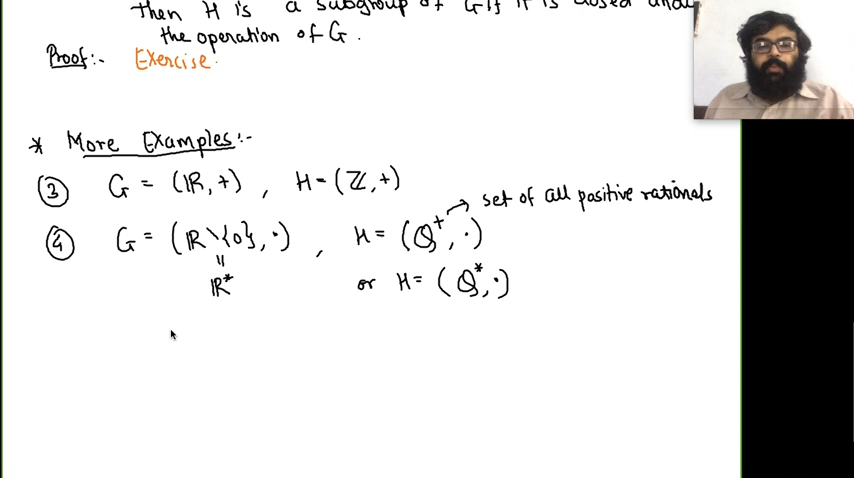 then H is a subgroup of G if it is closed
the operation of G.
Proof:- Exercise.
* More Examples:-
③ G = (ℝ, +) , H = (ℤ, +)
set of all positive rationals
④ G = (ℝ \ {0}, ·) , H = (ℚ⁺, ·)
=
ℝ* or H = (ℚ*, ·)